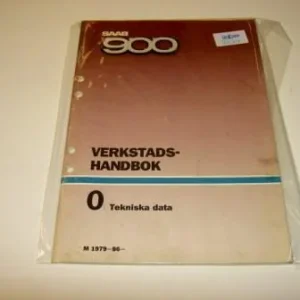 SAAB
900
VERKSTADS-
HANDBOK
0 Tekniska data
M 1979-86-